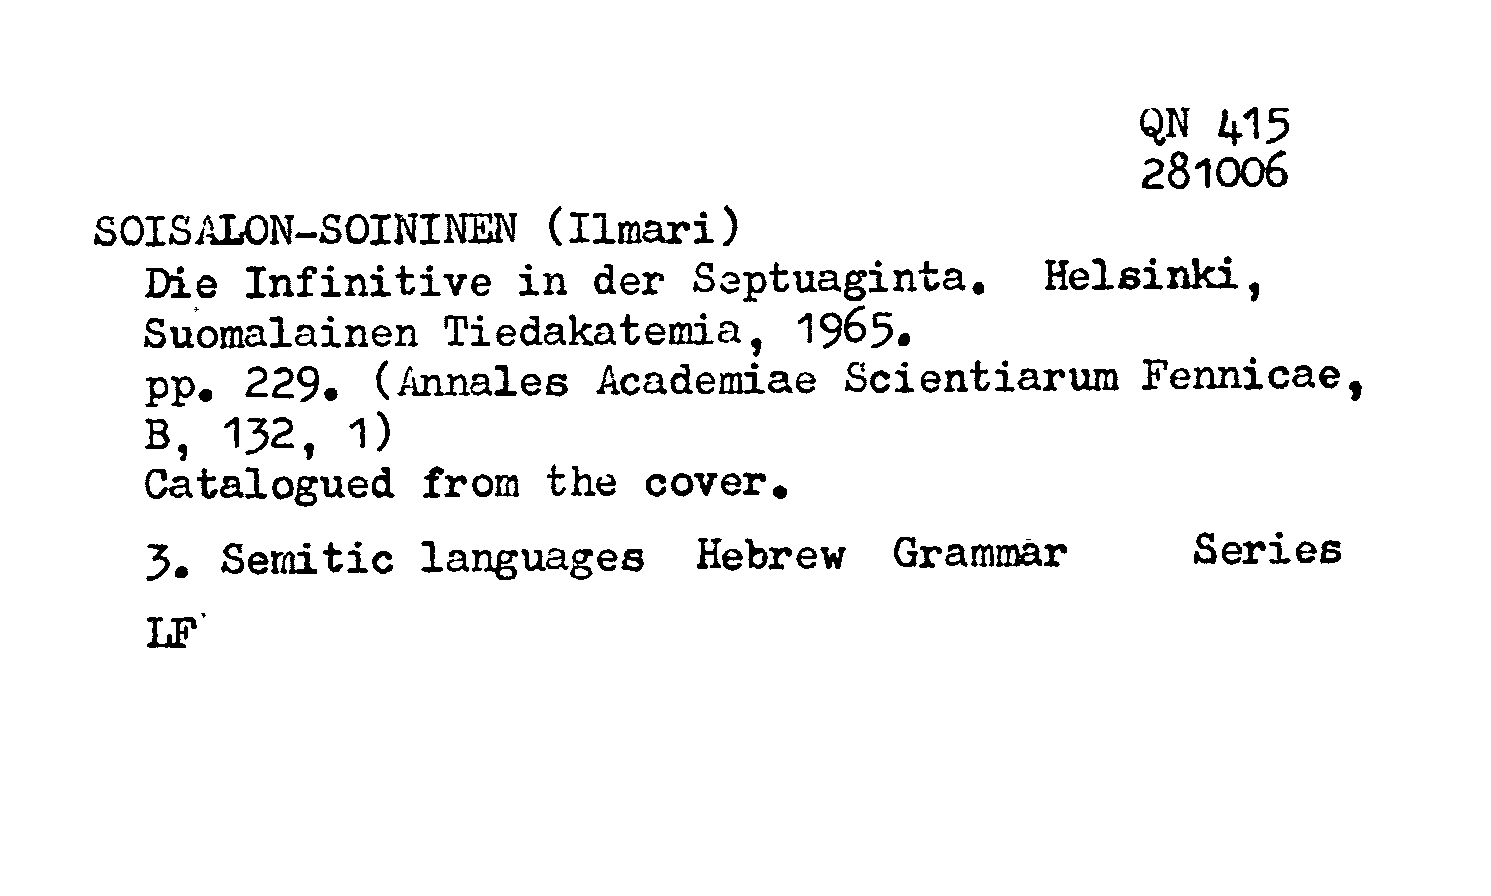 QN 415
281006
SOISALON-SOININEN (Ilmari)
Die Infinitive in der Septuaginta. Helsinki,
Suomalainen Tiedakatemia, 1965.
pp. 229. (Annales Academiae Scientiarum Fennicae,
B, 132, 1)
Catalogued from the cover.
3. Semitic languages Hebrew Grammar Series
LF